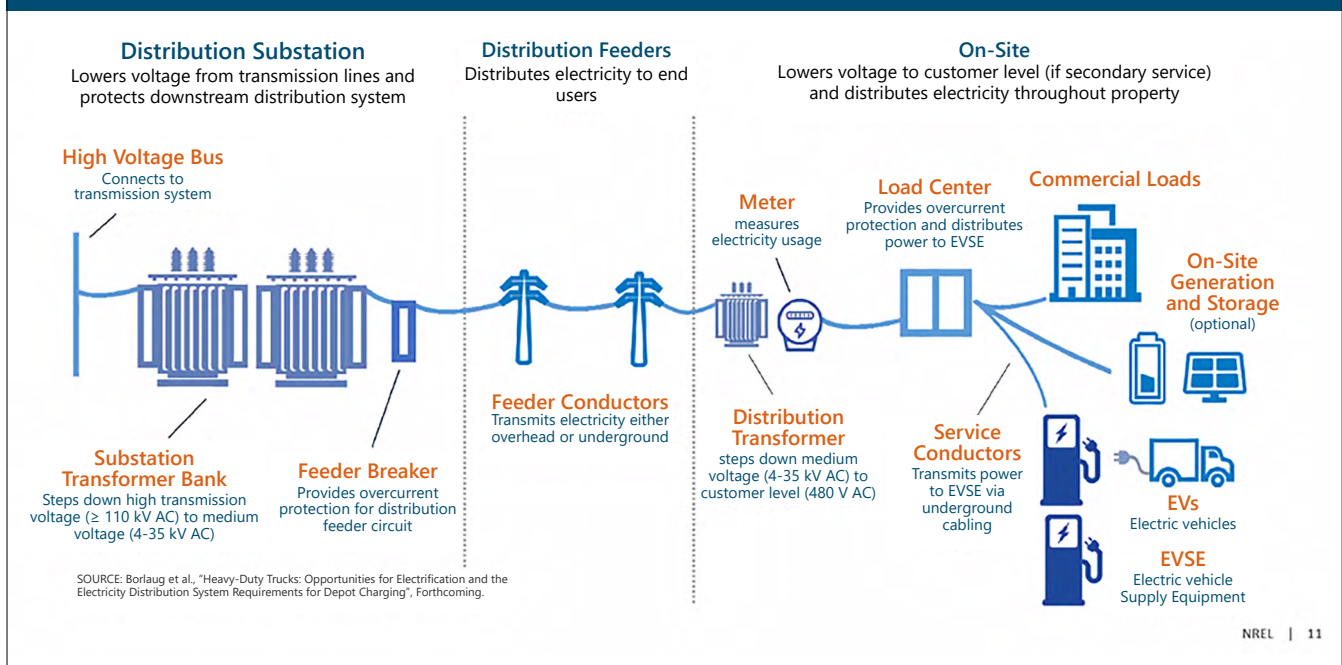 Distribution Substation
Lowers voltage from transmission lines and
protects downstream distribution system
Distribution Feeders
Distributes electricity to end
users
On-Site
Lowers voltage to customer level (if secondary service)
and distributes electricity throughout property
High Voltage Bus
Connects to
transmission system
Substation
Transformer Bank
Steps down high transmission
voltage (≥ 110 kV AC) to medium
voltage (4-35 kV AC)
Feeder Breaker
Provides overcurrent
protection for distribution
feeder circuit
Feeder Conductors
Transmits electricity either
overhead or underground
Meter
measures
electricity usage
Distribution
Transformer
steps down medium
voltage (4-35 kV AC) to
customer level (480 V AC)
Load Center
Provides overcurrent
protection and distributes
power to EVSE
Service
Conductors
Transmits power
to EVSE via
underground
cabling
Commercial Loads
On-Site
Generation
and Storage
(optional)
EVs
Electric vehicles
EVSE
Electric vehicle
Supply Equipment
SOURCE: Borlaug et al., “Heavy-Duty Trucks: Opportunities for Electrification and the
Electricity Distribution System Requirements for Depot Charging”, Forthcoming.
NREL | 11